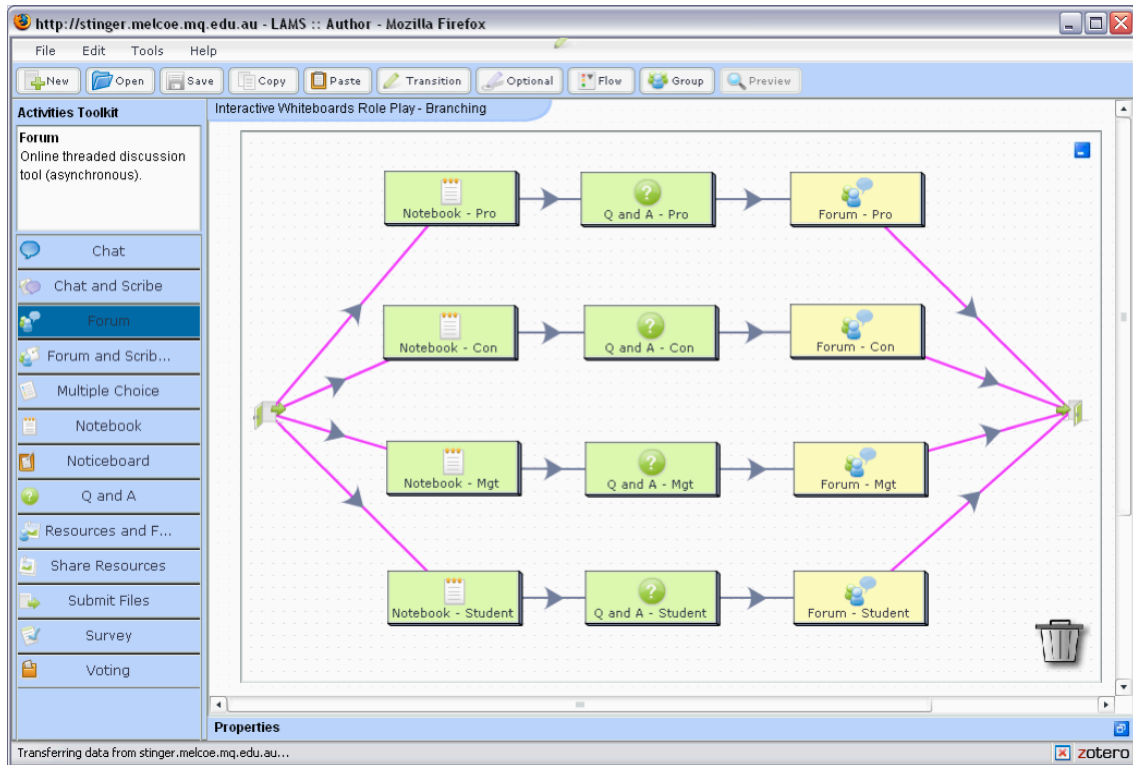 http://stinger.melcoe.mq.edu.au - LAMS :: Author - Mozilla Firefox
File Edit Tools Help
New Open Save Copy Paste Transition Optional Flow Group Preview
Activities Toolkit
Interactive Whiteboards Role Play - Branching
Forum
Online threaded discussion
tool (asynchronous).
Chat
Chat and Scribe
Forum
Forum and Scrib...
Multiple Choice
Notebook
Noticeboard
Q and A
Resources and F...
Share Resources
Submit Files
Survey
Voting
Notebook - Pro Q and A - Pro Forum - Pro
Notebook - Con Q and A - Con Forum - Con
Notebook - Mgt Q and A - Mgt Forum - Mgt
Notebook - Student Q and A - Student Forum - Student
Properties
Transferring data from stinger.melcoe.mq.edu.au...
zotero